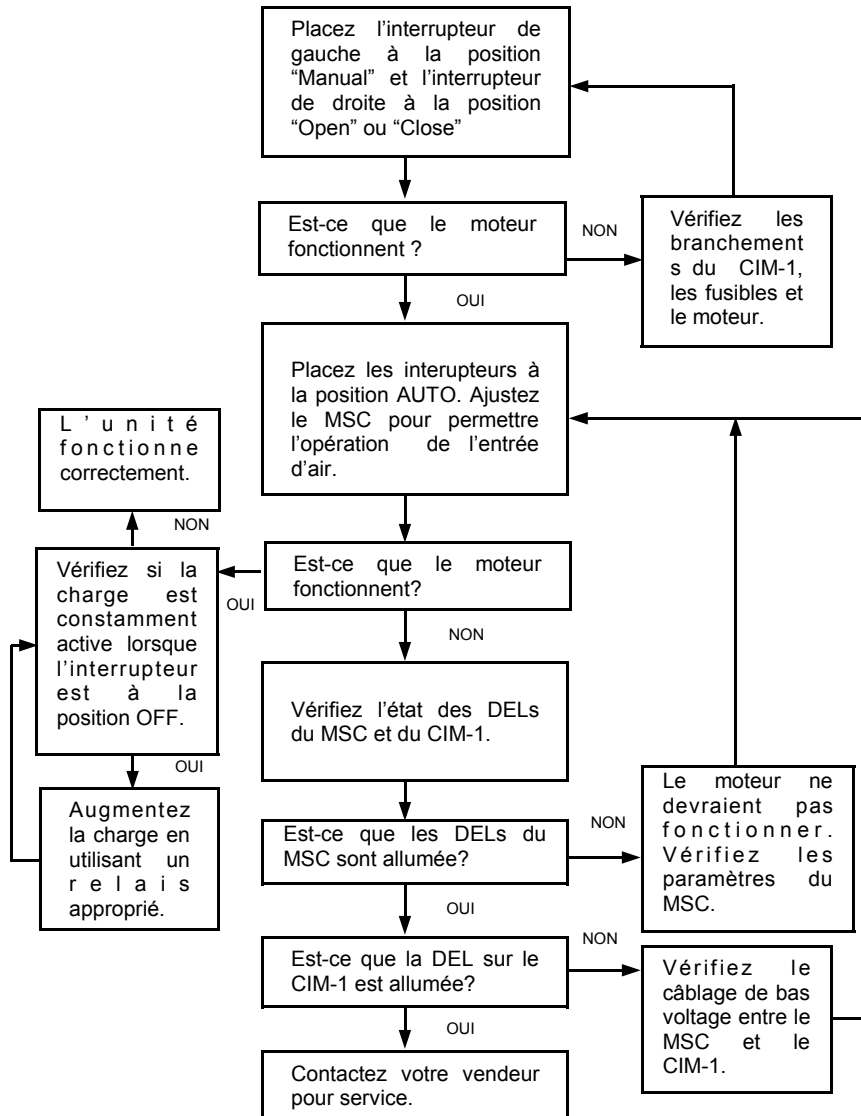 Placez l’interrupteur de
gauche à la position
“Manual” et l’interrupteur
de droite à la position
“Open” ou “Close”
Est-ce que le moteur
fonctionnent ?
NON
Vérifiez les
branchement
s du CIM-1,
les fusibles et
le moteur.
OUI
Placez les interupteurs à
la position AUTO. Ajustez
le MSC pour permettre
l’opération de l’entrée
d’air.
L’unité
fonctionne
correctement.
NON
Est-ce que le moteur
fonctionnent?
OUI
Vérifiez si la
charge est
constamment
active lorsque
l’interrupteur
est à la
position OFF.
NON
Vérifiez l’état des DELs
du MSC et du CIM-1.
OUI
Augmentez
la charge en
utilisant un
relais
approprié.
Est-ce que les DELs du
MSC sont allumée?
NON
Le moteur ne
devraient pas
fonctionner.
Vérifiez les
paramètres du
MSC.
OUI
Est-ce que la DEL sur le
CIM-1 est allumée?
NON
Vérifiez le
câblage de bas
voltage entre le
MSC et le
CIM-1.
OUI
Contactez votre vendeur
pour service.